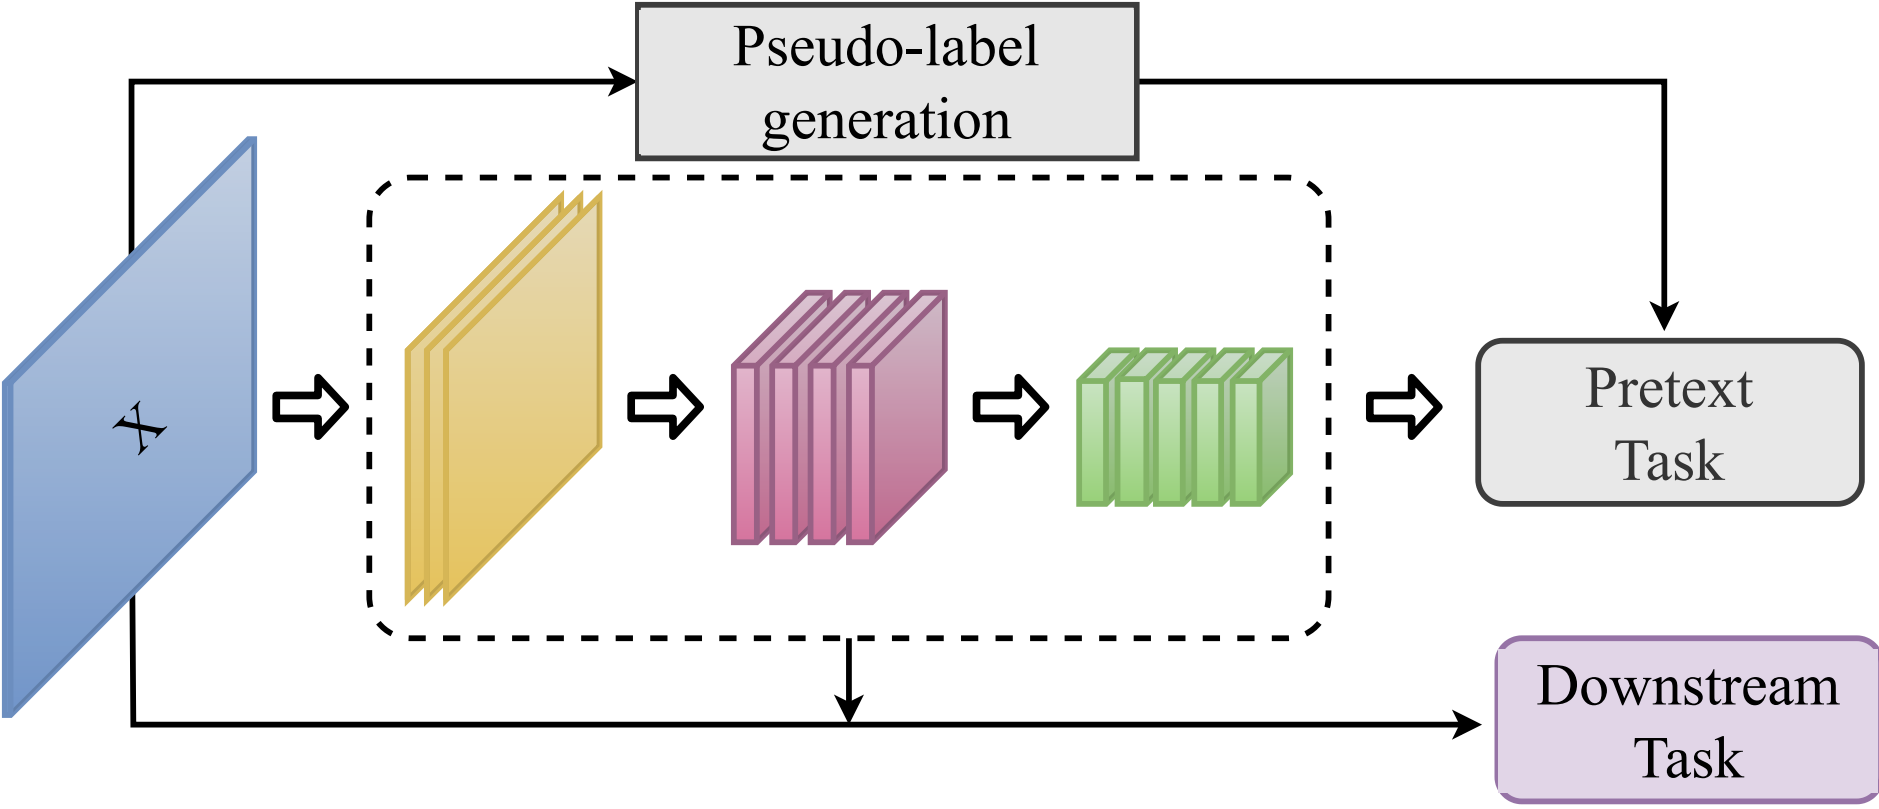 Pseudo-label
generation
X
Pretext
Task
Downstream
Task